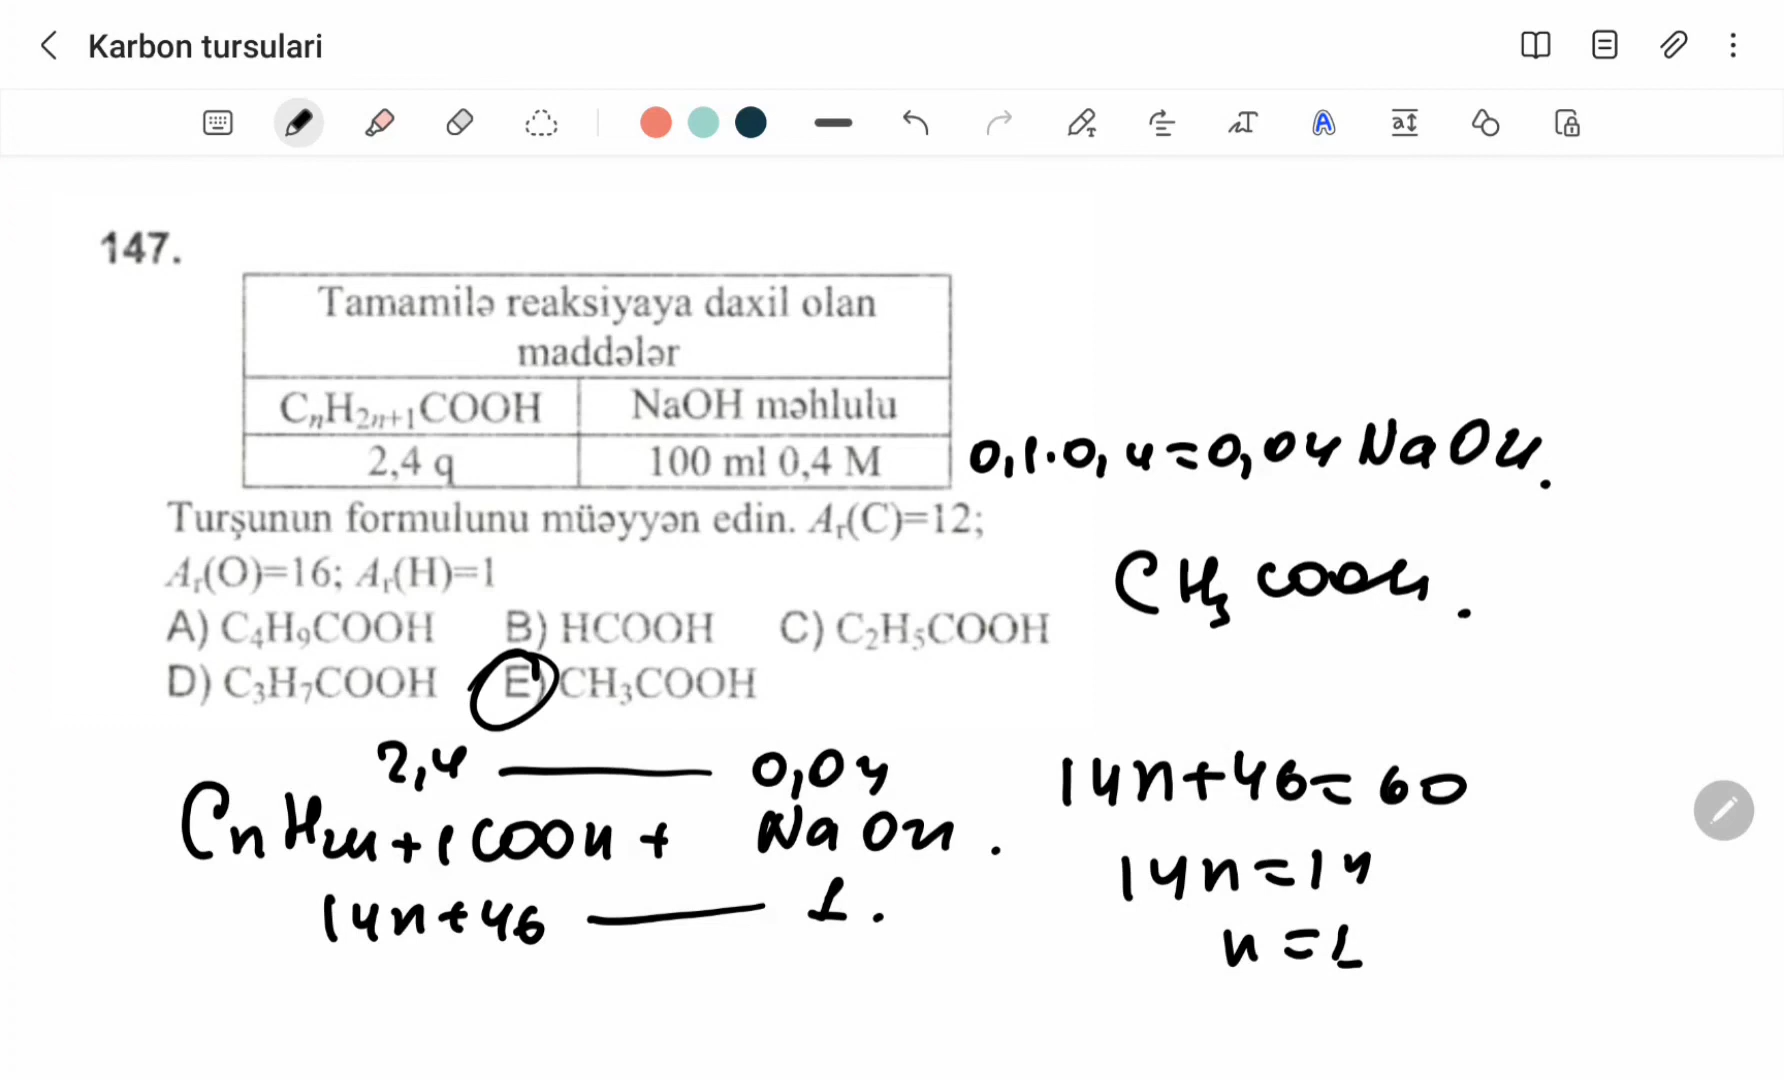 Karbon tursulari
147.
Tamamilə reaksiyaya daxil olan
maddələr
CₙH₂ₙ₊₁COOH NaOH məhlulu
2,4 q 100 ml 0,4 M
0,1·0,4=0,04 NaOH.
Turşunun formulunu müəyyən edin. Aᵣ(C)=12;
Aᵣ(O)=16; Aᵣ(H)=1
CH₃COOH.
A) C₄H₉COOH B) HCOOH C) C₂H₅COOH
D) C₃H₇COOH E) CH₃COOH
2,4 — 0,04
CnH2n+1COOH + NaOH.
14n+46 — 1.
14n+46=60
14n=14
n=1